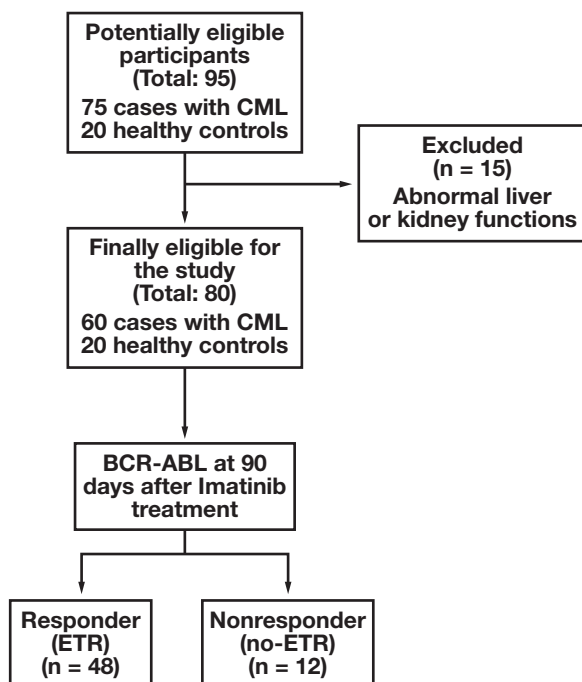 Potentially eligible
participants
(Total: 95)
75 cases with CML
20 healthy controls
Excluded
(n = 15)
Abnormal liver
or kidney functions
Finally eligible for
the study
(Total: 80)
60 cases with CML
20 healthy controls
BCR-ABL at 90
days after Imatinib
treatment
Responder
(ETR)
(n = 48)
Nonresponder
(no-ETR)
(n = 12)